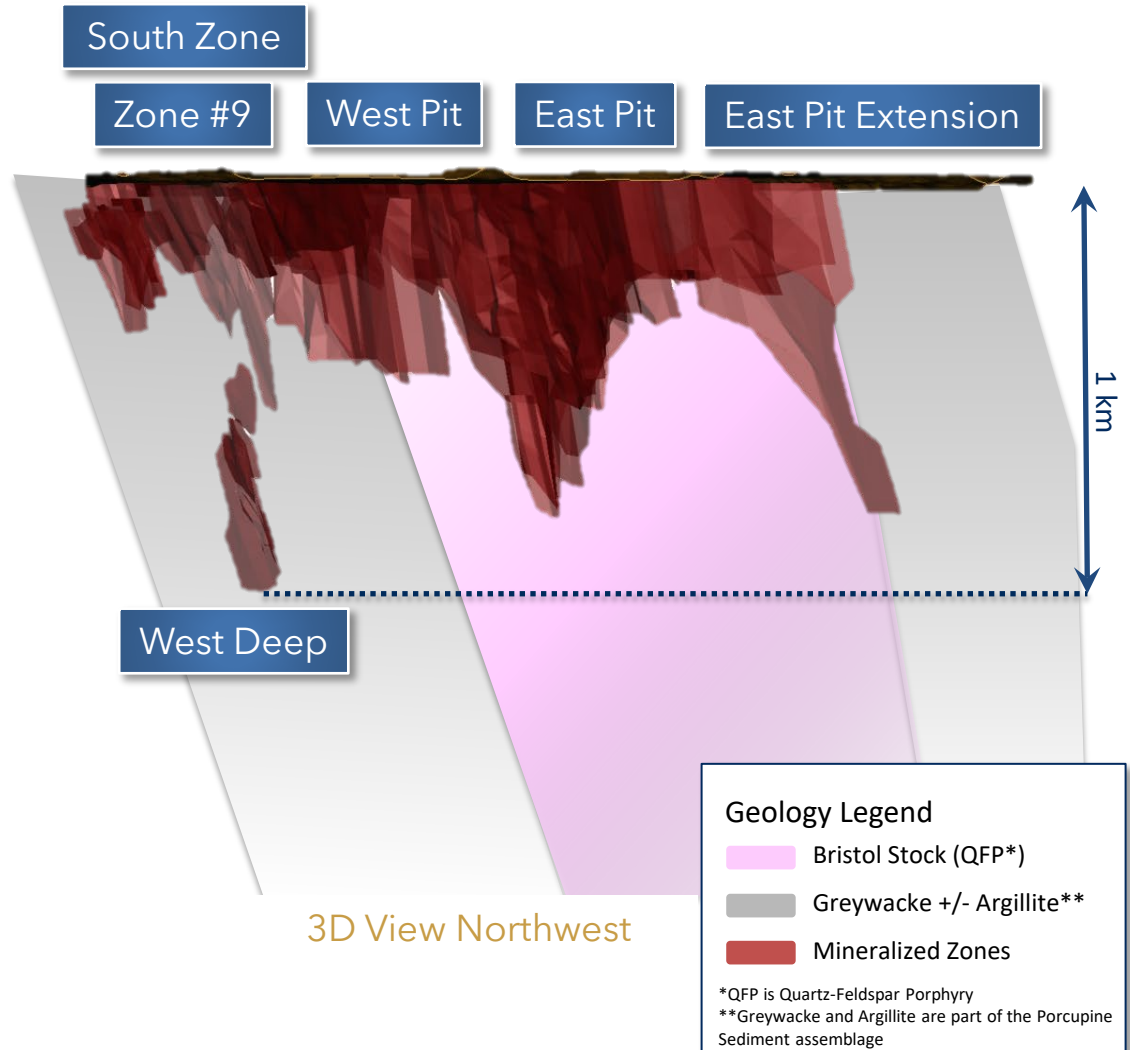 South Zone
Zone #9
West Pit
East Pit
East Pit Extension
1 km
West Deep
3D View Northwest
Geology Legend
Bristol Stock (QFP*)
Greywacke +/- Argillite**
Mineralized Zones
*QFP is Quartz-Feldspar Porphyry
**Greywacke and Argillite are part of the Porcupine
Sediment assemblage